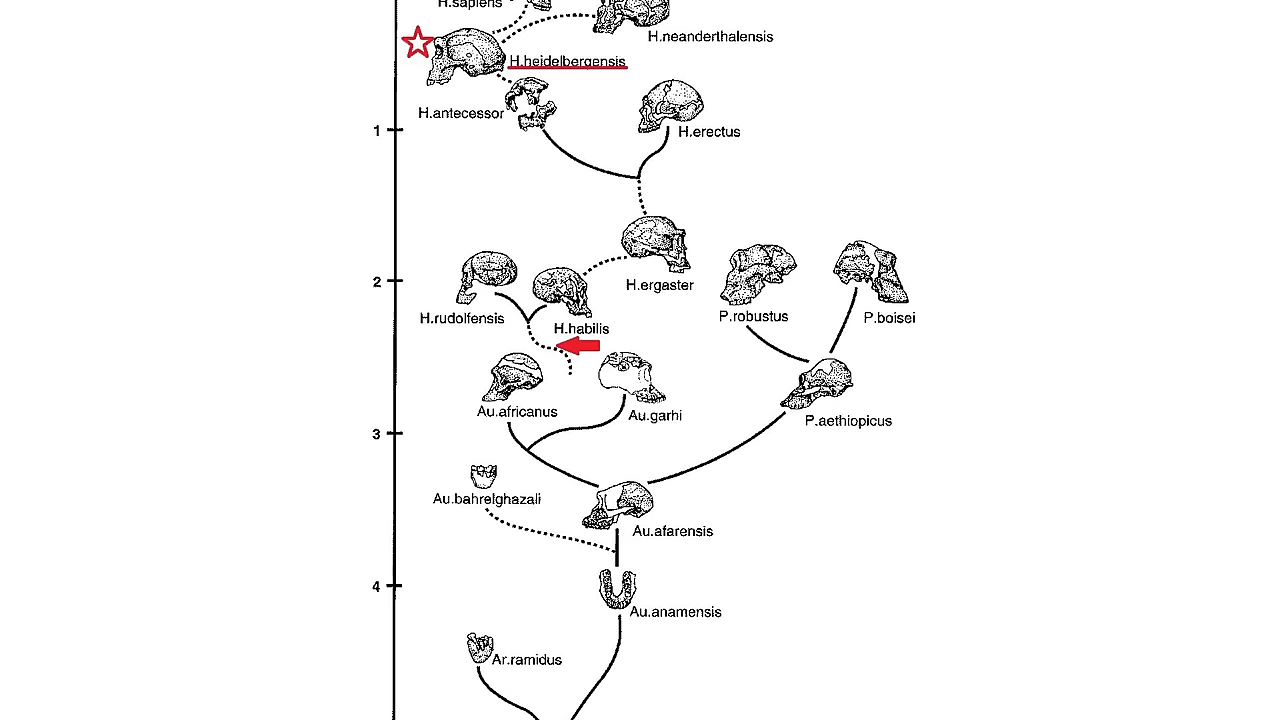 H.sapiens
H.neanderthalensis
H.heidelbergensis
H.antecessor
1
H.erectus
2
H.ergaster
H.rudolfensis
H.habilis
P.robustus
P.boisei
Au.africanus
Au.garhi
P.aethiopicus
3
Au.bahrelghazali
Au.afarensis
4
Au.anamensis
Ar.ramidus